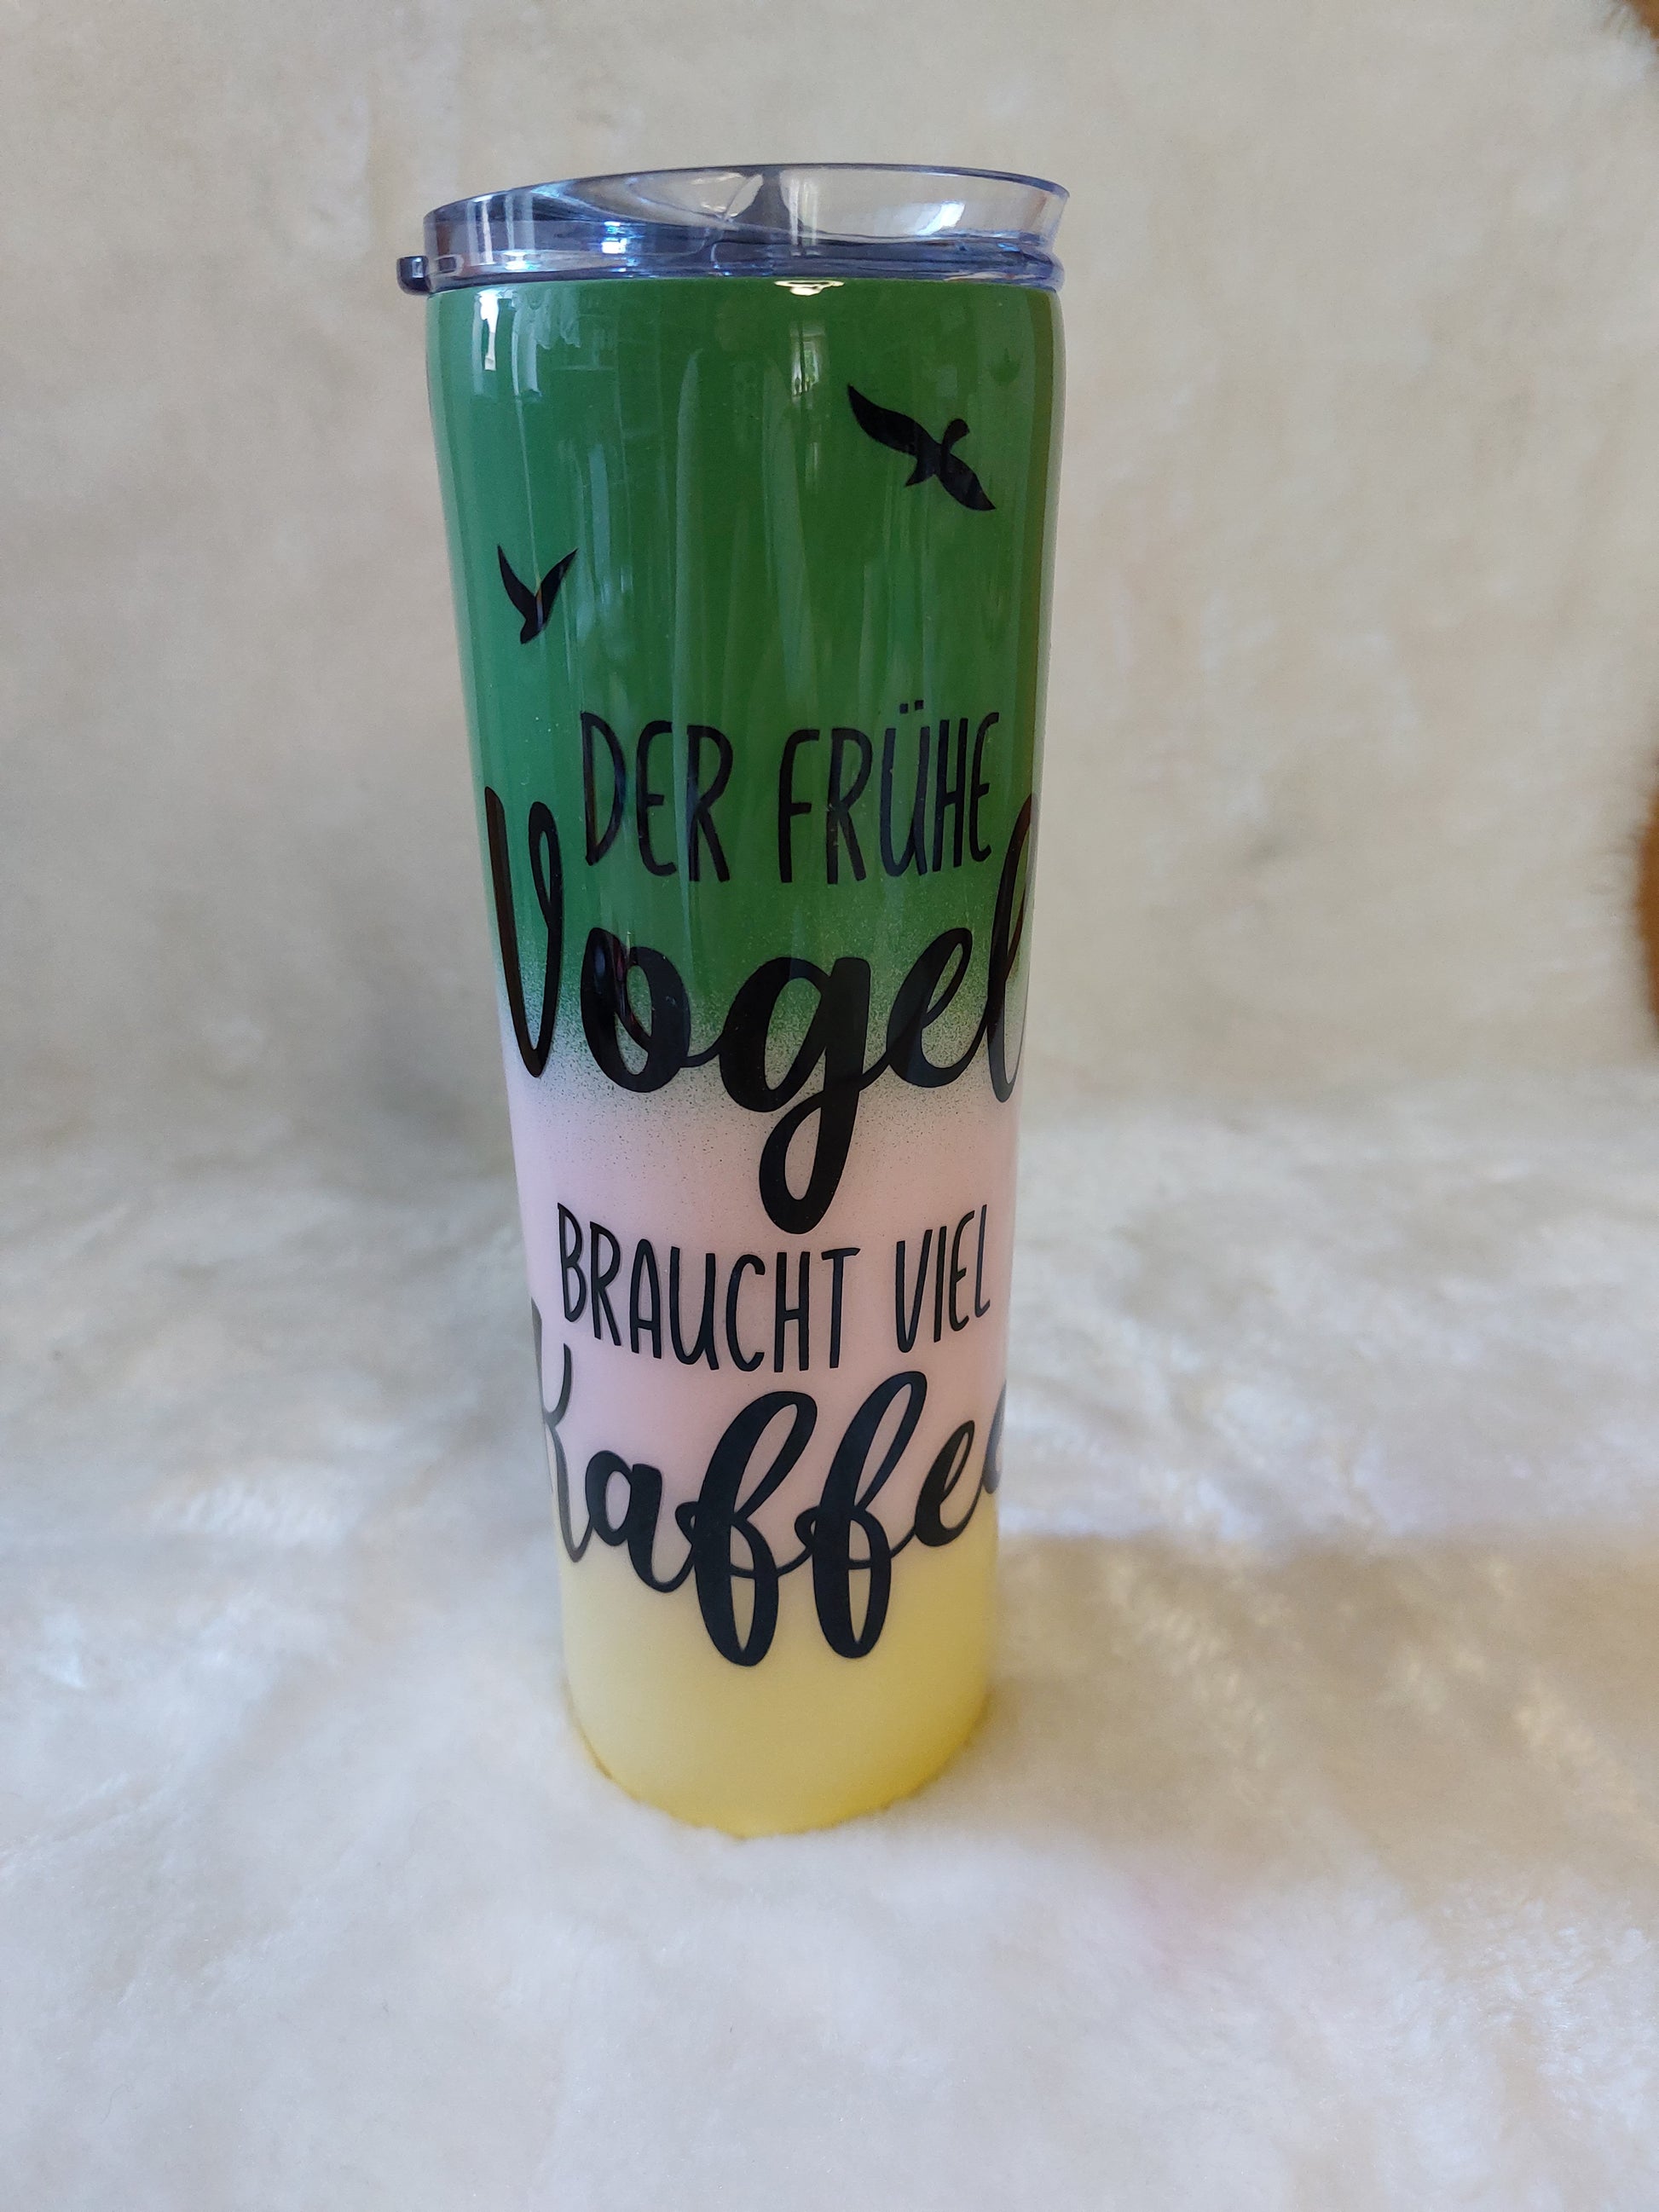 DER FRÜHE
Vogel
BRAUCHT VIEL
Kaffee